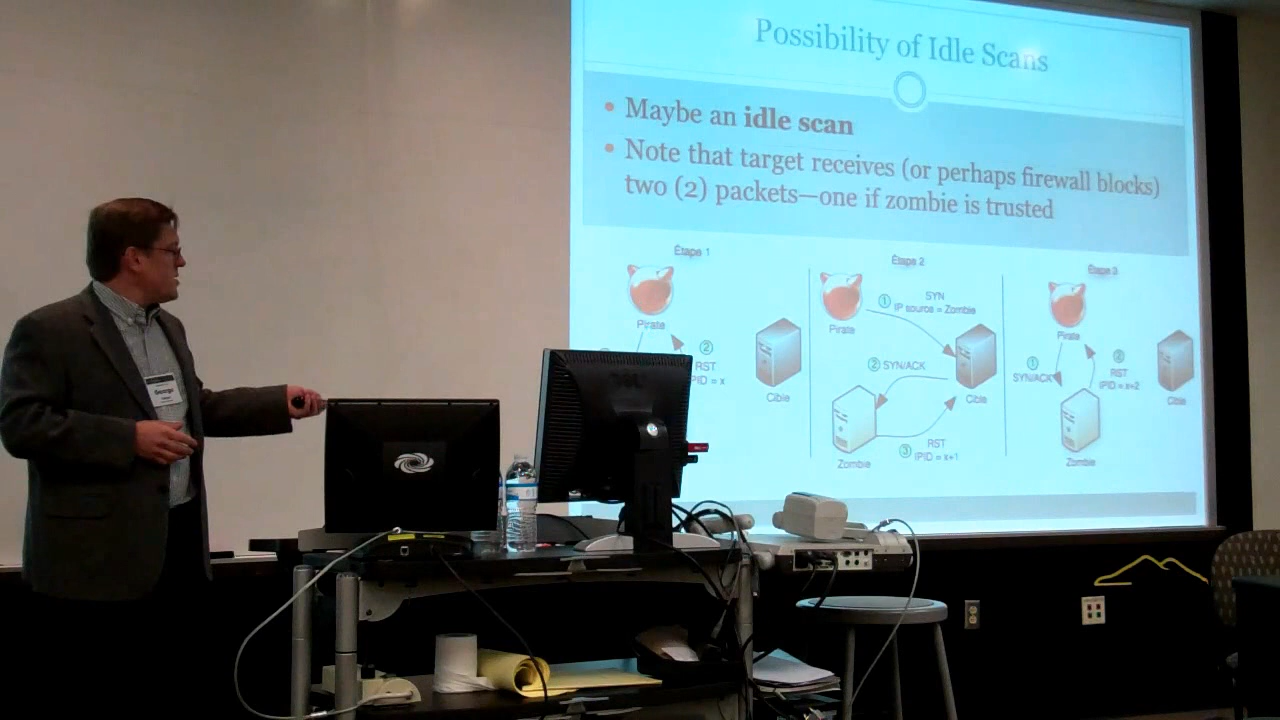 Possibility of Idle Scans
• Maybe an idle scan
• Note that target receives (or perhaps firewall blocks)
two (2) packets—one if zombie is trusted
Étape 1
Pirate
②
RST
PID = x
Cible
Étape 2
Pirate
① SYN
IP source = Zombie
② SYN/ACK
Cible
Zombie
③ RST
IPID = x+1
Étape 3
Pirate
①
SYN/ACK
②
RST
IPID = x+2
Cible
Zombie
George